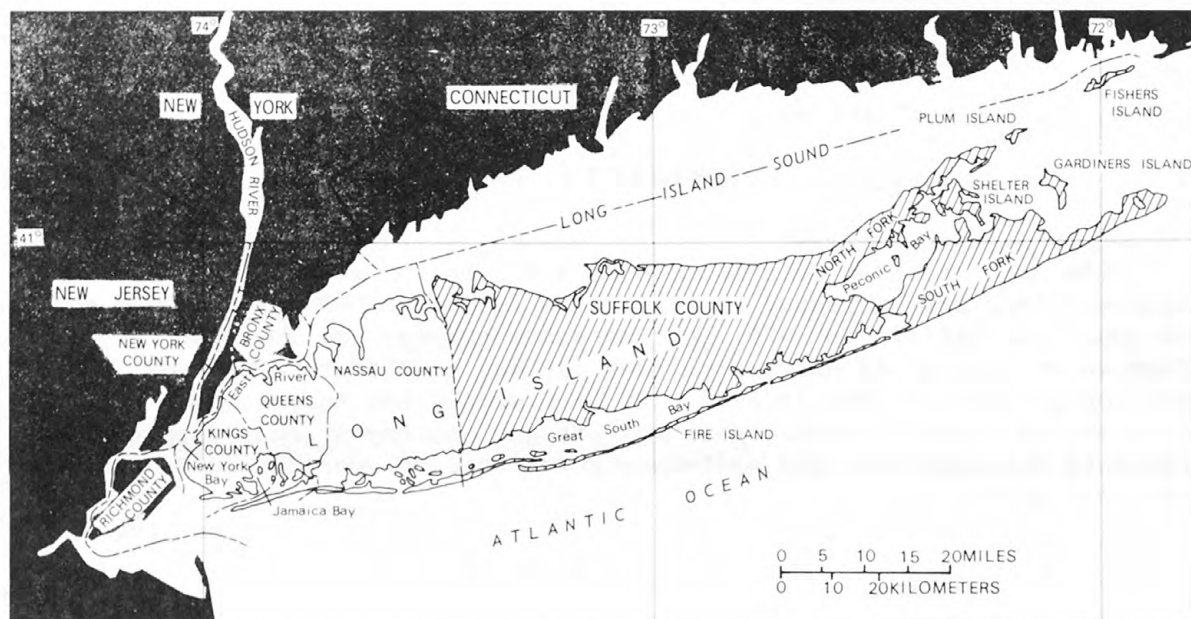 74°
73°
72°
NEW YORK
CONNECTICUT
HUDSON RIVER
FISHERS
ISLAND
PLUM ISLAND
LONG ISLAND SOUND
GARDINERS ISLAND
SHELTER
ISLAND
41°
NORTH FORK
Peconic Bay
SOUTH FORK
NEW JERSEY
SUFFOLK COUNTY
BRONX
COUNTY
NEW YORK
COUNTY
NASSAU COUNTY
East River
QUEENS
COUNTY
LONG ISLAND
KINGS
COUNTY
Great South Bay
FIRE ISLAND
New York
Bay
RICHMOND
COUNTY
Jamaica Bay
ATLANTIC OCEAN
0 5 10 15 20 MILES
0 10 20 KILOMETERS